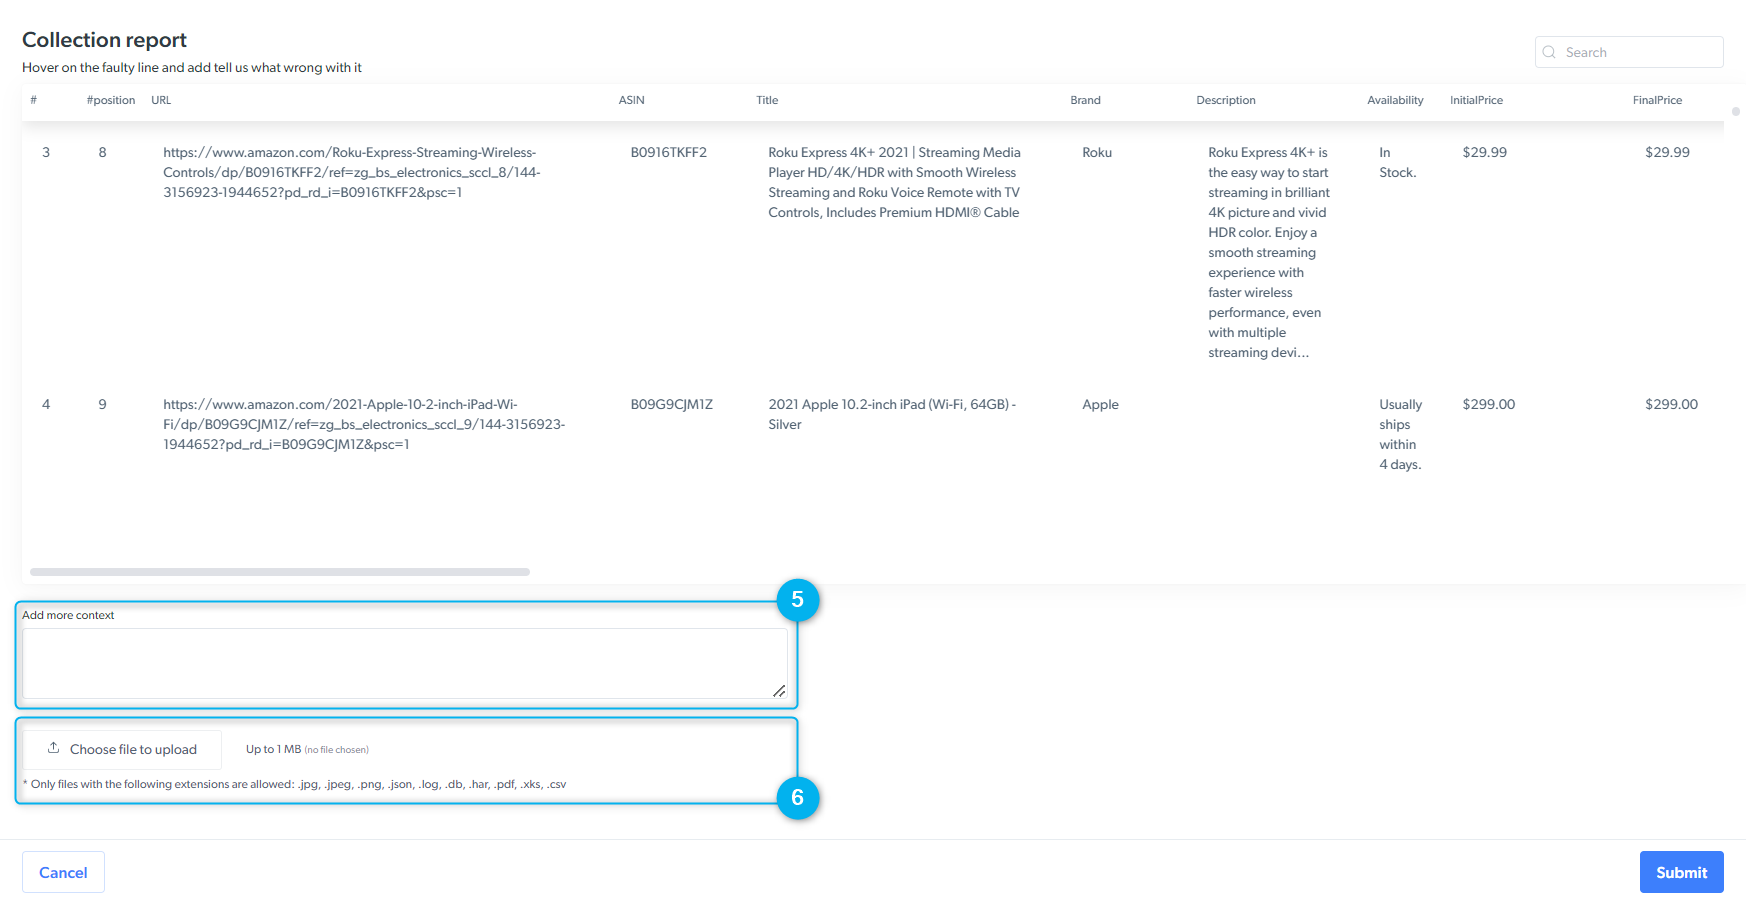 Collection report
Hover on the faulty line and add tell us what wrong with it
Search
# #position URL ASIN Title Brand Description Availability InitialPrice FinalPrice
3 8
https://www.amazon.com/Roku-Express-Streaming-Wireless-
Controls/dp/B0916TKFF2/ref=zg_bs_electronics_sccl_8/144-
3156923-1944652?pd_rd_i=B0916TKFF2&psc=1
B0916TKFF2
Roku Express 4K+ 2021 | Streaming Media
Player HD/4K/HDR with Smooth Wireless
Streaming and Roku Voice Remote with TV
Controls, Includes Premium HDMI® Cable
Roku
Roku Express 4K+ is
the easy way to start
streaming in brilliant
4K picture and vivid
HDR color. Enjoy a
smooth streaming
experience with
faster wireless
performance, even
with multiple
streaming devi...
In
Stock.
$29.99
$29.99
4 9
https://www.amazon.com/2021-Apple-10-2-inch-iPad-Wi-
Fi/dp/B09G9CJM1Z/ref=zg_bs_electronics_sccl_9/144-3156923-
1944652?pd_rd_i=B09G9CJM1Z&psc=1
B09G9CJM1Z
2021 Apple 10.2-inch iPad (Wi-Fi, 64GB) -
Silver
Apple
Usually
ships
within
4 days.
$299.00
$299.00
5
Add more context
Choose file to upload
Up to 1 MB (no file chosen)
* Only files with the following extensions are allowed: .jpg, .jpeg, .png, .json, .log, .db, .har, .pdf, .xks, .csv
6
Cancel
Submit